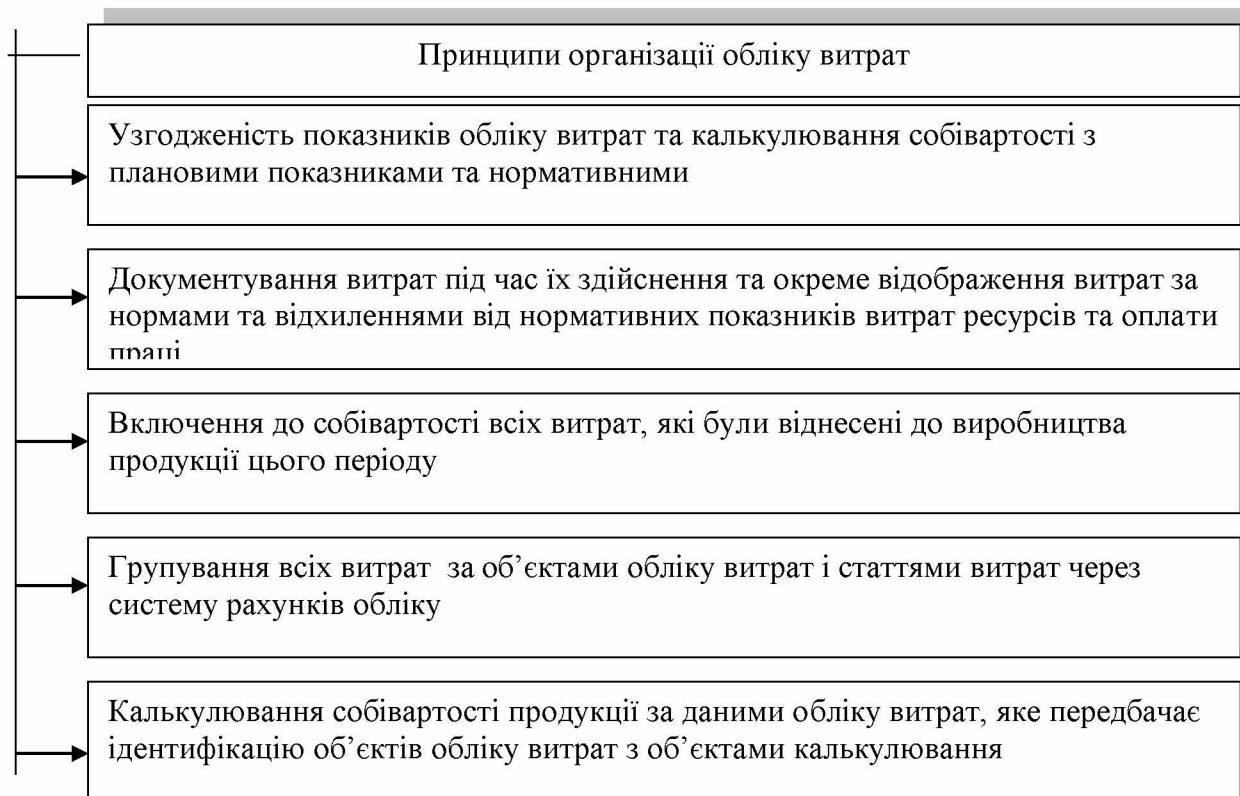 Принципи організації обліку витрат
Узгодженість показників обліку витрат та калькулювання собівартості з
плановими показниками та нормативними
Документування витрат під час їх здійснення та окреме відображення витрат за
нормами та відхиленнями від нормативних показників витрат ресурсів та оплати
праці
Включення до собівартості всіх витрат, які були віднесені до виробництва
продукції цього періоду
Групування всіх витрат за об’єктами обліку витрат і статтями витрат через
систему рахунків обліку
Калькулювання собівартості продукції за даними обліку витрат, яке передбачає
ідентифікацію об’єктів обліку витрат з об’єктами калькулювання